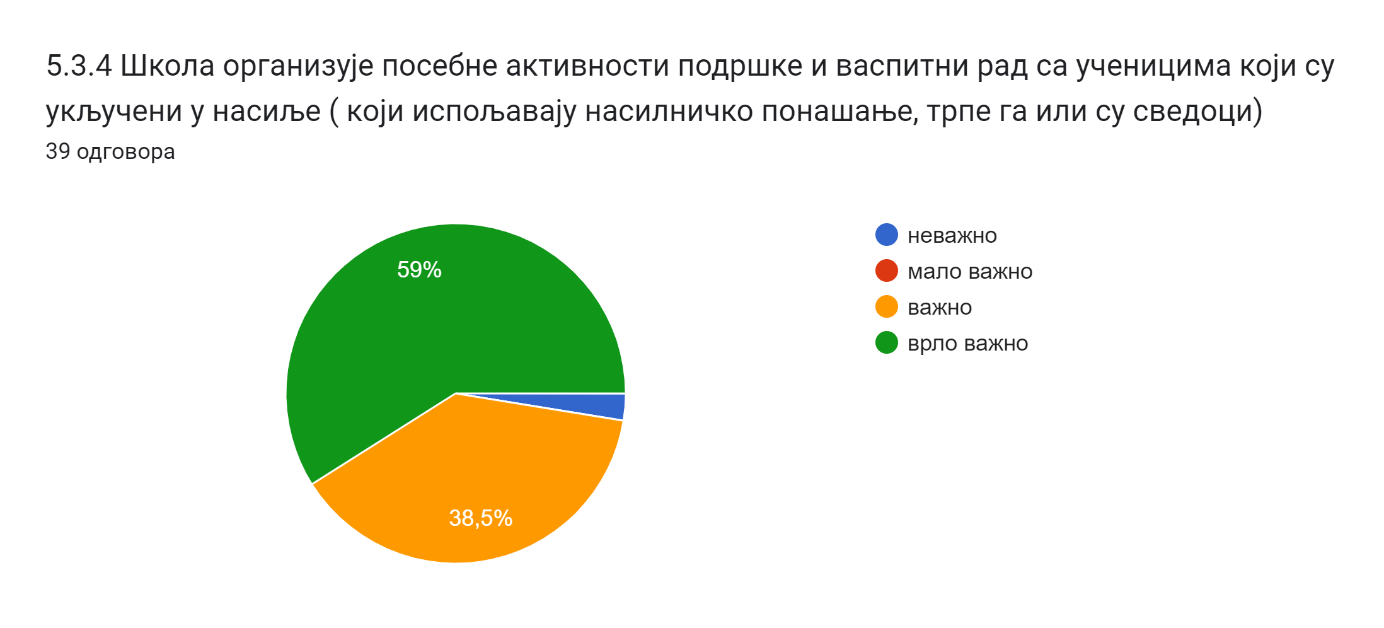 5.3.4 Школа организује посебне активности подршке и васпитни рад са ученицима који су
укључени у насиље ( који испољавају насилничко понашање, трпе га или су сведоци)
39 одговора
59%
38,5%
неважно
мало важно
важно
врло важно